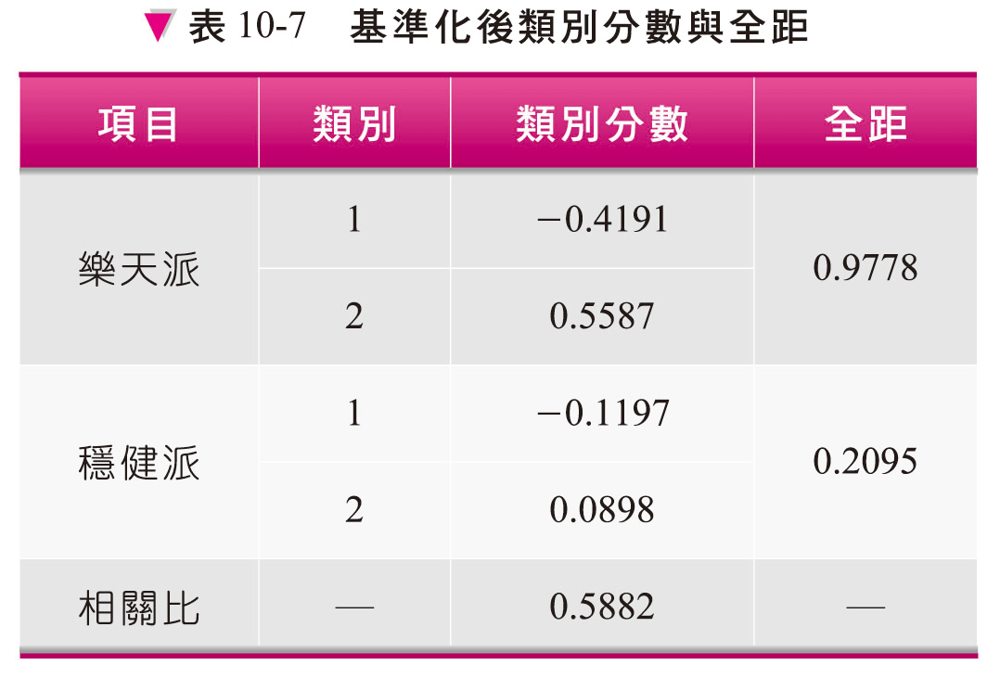 ▼ 表 10-7 基準化後類別分數與全距
項目 類別 類別分數 全距
樂天派 1 −0.4191 0.9778
2 0.5587
穩健派 1 −0.1197 0.2095
2 0.0898
相關比 — 0.5882 —